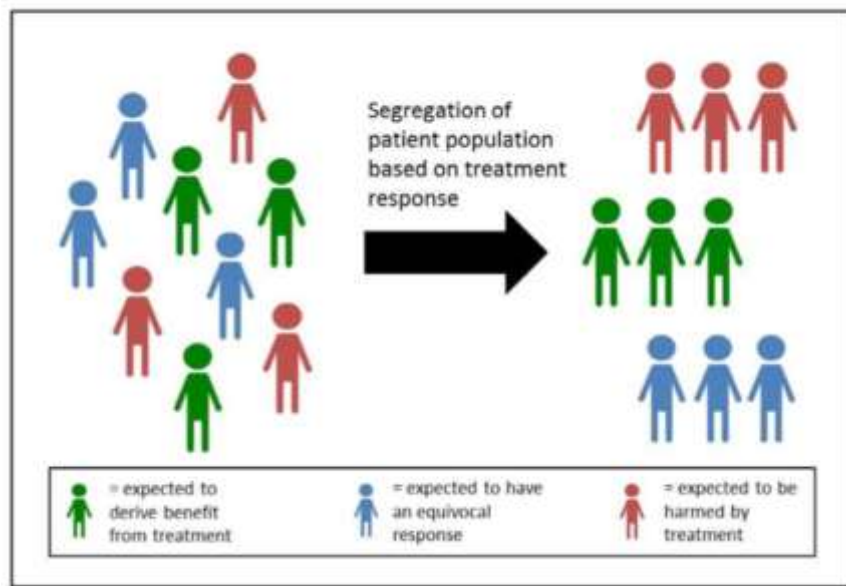 Segregation of
patient population
based on treatment
response
= expected to
derive benefit
from treatment
= expected to have
an equivocal
response
= expected to be
harmed by
treatment